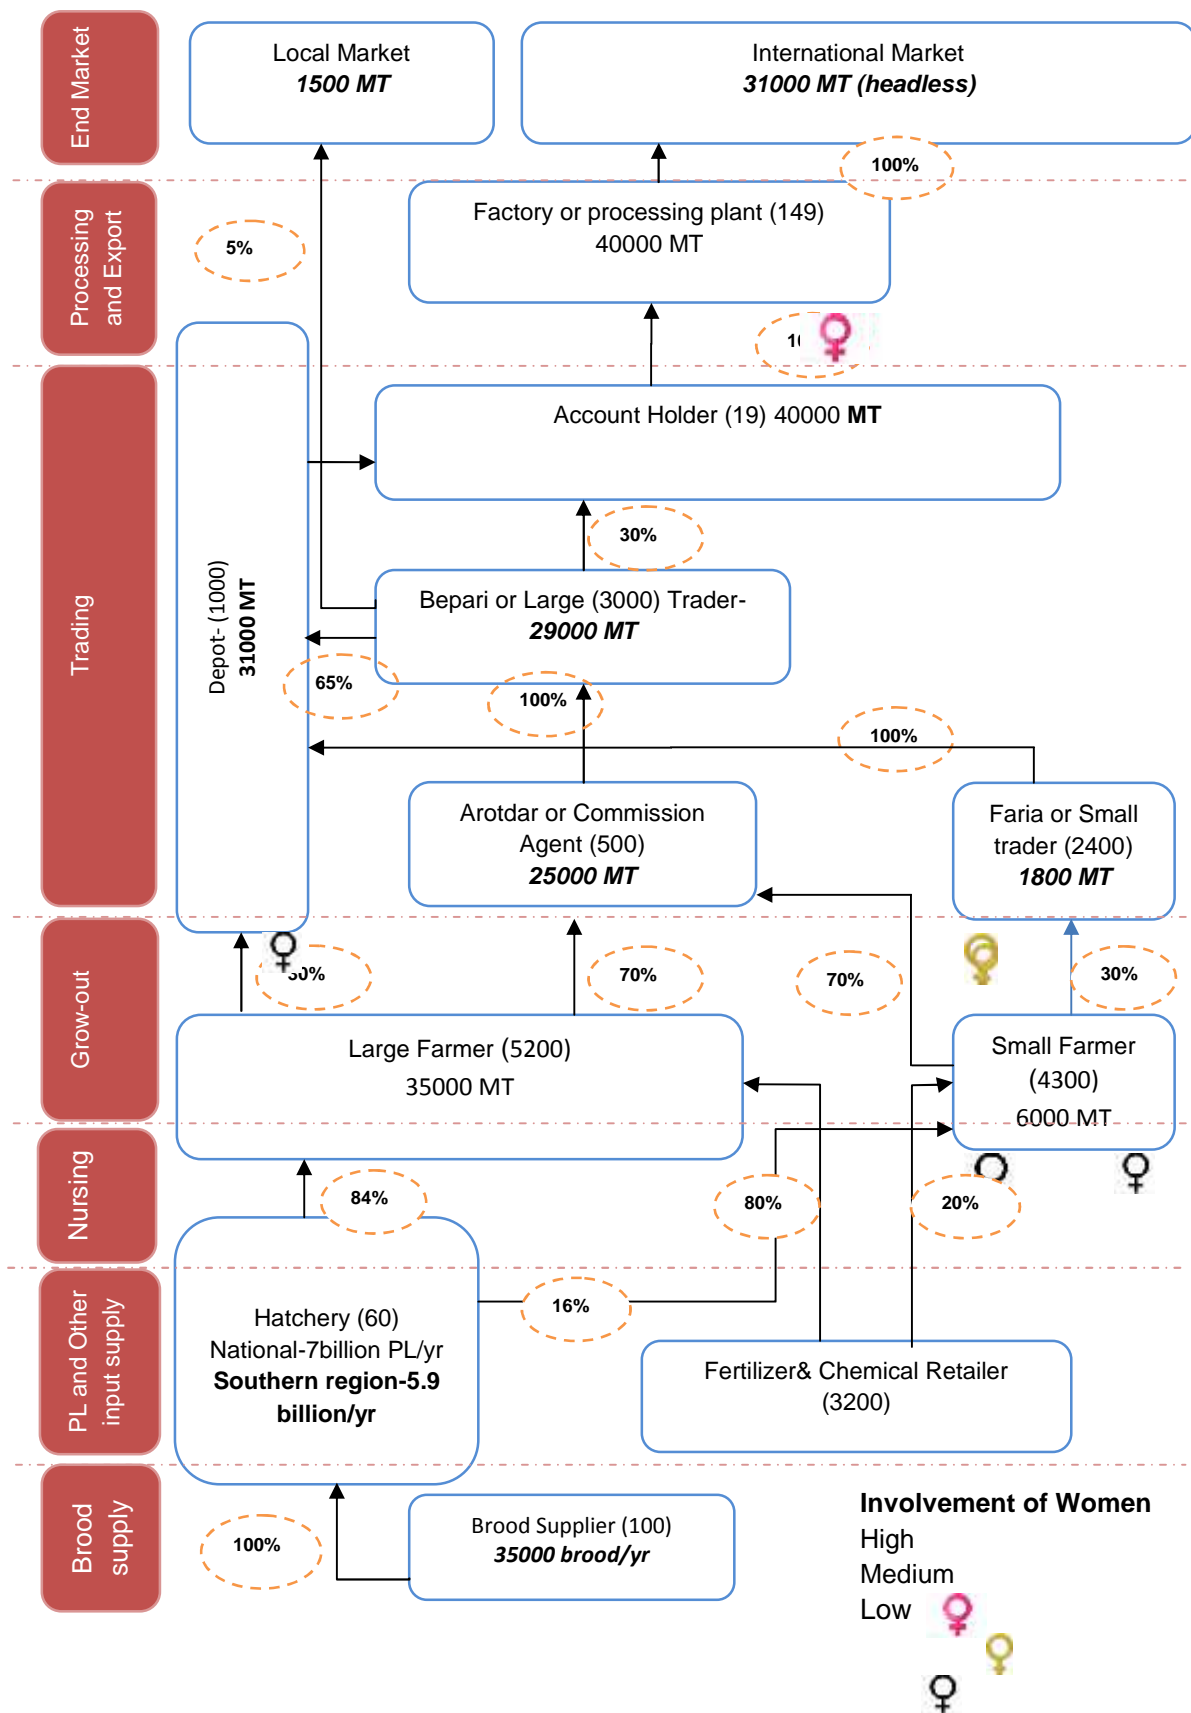 End Market
Local Market
1500 MT
International Market
31000 MT (headless)
100%
Processing
and Export
5%
Factory or processing plant (149)
40000 MT
Trading
Account Holder (19) 40000 MT
30%
Depot- (1000)
31000 MT
Bepari or Large (3000) Trader-
29000 MT
65%
100%
100%
Arotdar or Commission
Agent (500)
25000 MT
Faria or Small
trader (2400)
1800 MT
Grow-out
70%
70%
30%
Large Farmer (5200)
35000 MT
Small Farmer
(4300)
6000 MT
Nursing
84%
80%
20%
PL and Other
input supply
Hatchery (60)
National-7billion PL/yr
Southern region-5.9
billion/yr
16%
Fertilizer& Chemical Retailer
(3200)
Brood
supply
100%
Brood Supplier (100)
35000 brood/yr
Involvement of Women
High
Medium
Low